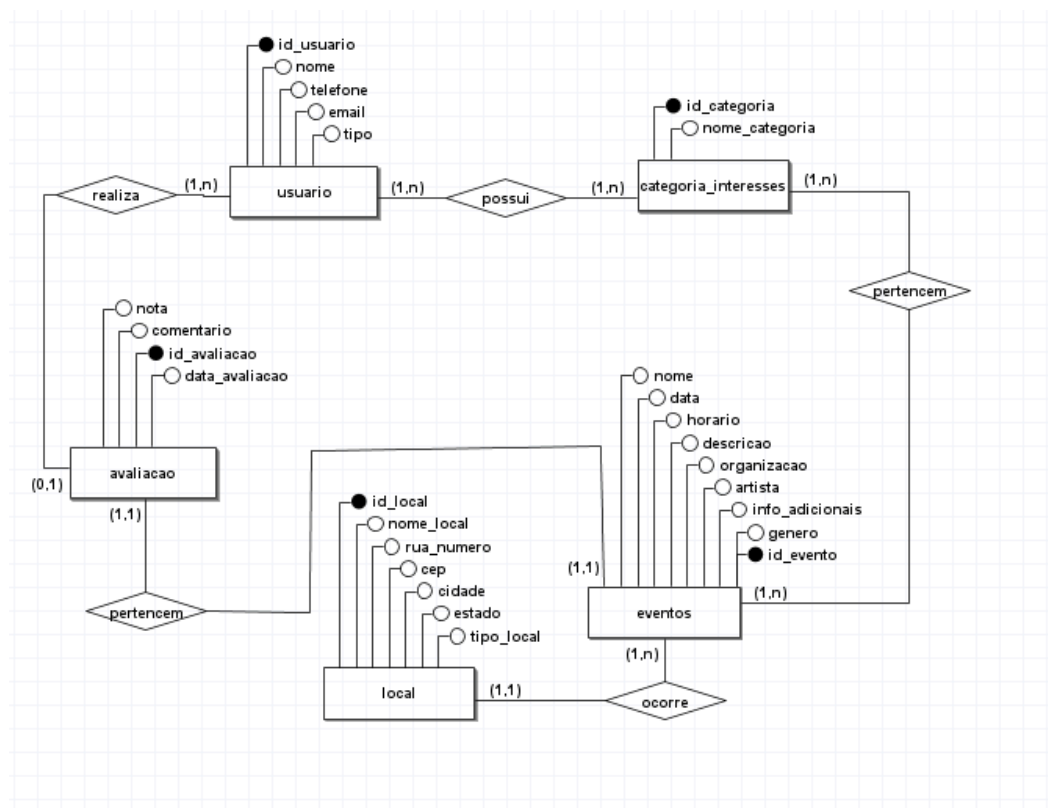 id_usuario
nome
telefone
email
tipo
id_categoria
nome_categoria
realiza
(1,n)
usuario
(1,n)
possui
(1,n)
categoria_interesses
(1,n)
pertencem
nota
comentario
id_avaliacao
data_avaliacao
avaliacao
(0,1)
(1,1)
pertencem
nome
data
horario
descricao
organizacao
artista
info_adicionais
genero
id_evento
(1,1)
eventos
(1,n)
(1,n)
id_local
nome_local
rua_numero
cep
cidade
estado
tipo_local
local
(1,1)
ocorre